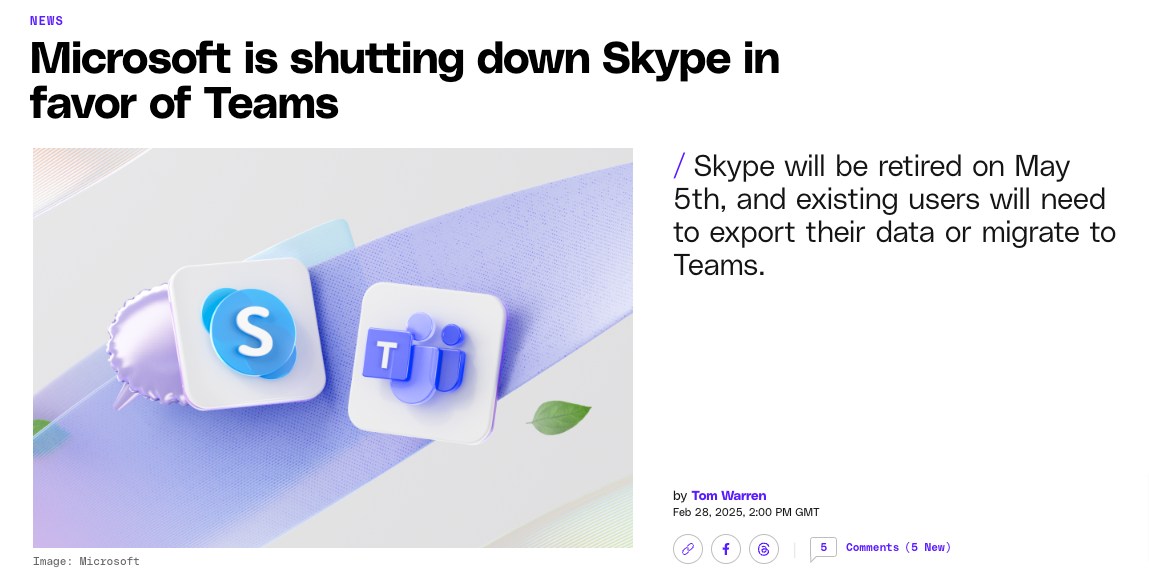 NEWS
Microsoft is shutting down Skype in
favor of Teams
S
T
Image: Microsoft
/ Skype will be retired on May
5th, and existing users will need
to export their data or migrate to
Teams.
by Tom Warren
Feb 28, 2025, 2:00 PM GMT
5 Comments (5 New)